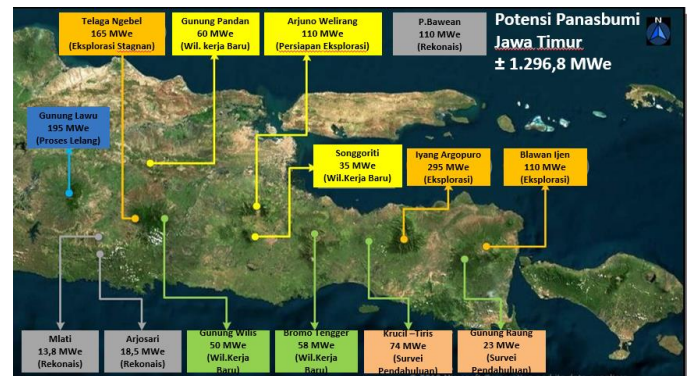 Telaga Ngebel
165 MWe
(Eksplorasi Stagnan)
Gunung Pandan
60 MWe
(Wil. kerja Baru)
Arjuno Welirang
110 MWe
(Persiapan Eksplorasi)
P.Bawean
110 MWe
(Rekonais)
Potensi Panasbumi
Jawa Timur
± 1.296,8 MWe
N
Gunung Lawu
195 MWe
(Proses Lelang)
Songgoriti
35 MWe
(Wil.Kerja Baru)
Iyang Argopuro
295 MWe
(Eksplorasi)
Blawan Ijen
110 MWe
(Eksplorasi)
Mlati
13,8 MWe
(Rekonais)
Arjosari
18,5 MWe
(Rekonais)
Gunung Wilis
50 MWe
(Wil.Kerja
Baru)
Bromo Tengger
58 MWe
(Wil.Kerja
Baru)
Krucil –Tiris
74 MWe
(Survei
Pendahuluan)
Gunung Raung
23 MWe
(Survei
Pendahuluan)